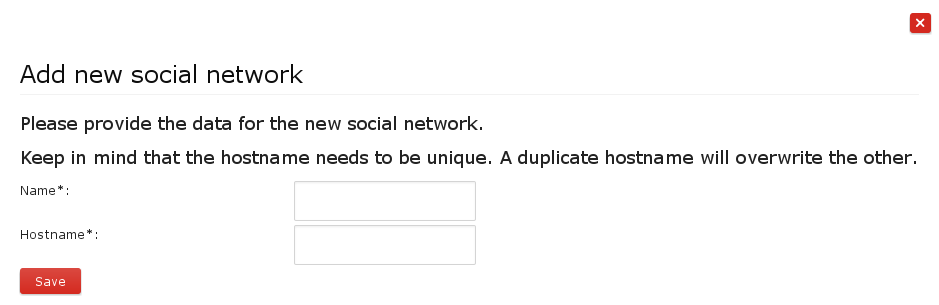 Add new social network
Please provide the data for the new social network.
Keep in mind that the hostname needs to be unique. A duplicate hostname will overwrite the other.
Name*:
Hostname*:
Save